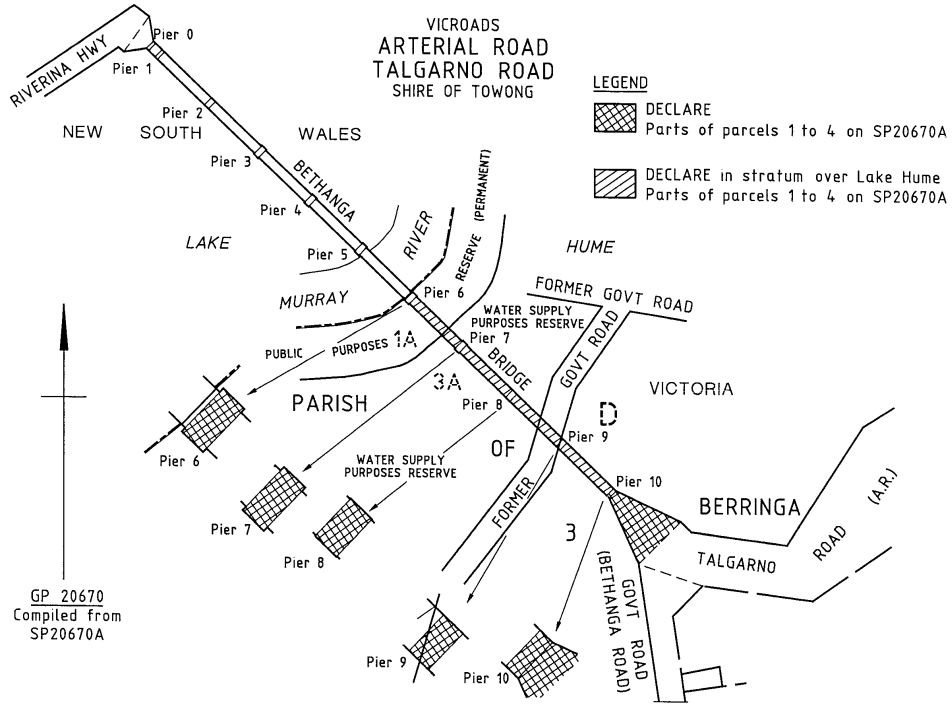 VICROADS
ARTERIAL ROAD
TALGARNO ROAD
SHIRE OF TOWONG
LEGEND
DECLARE
Parts of parcels 1 to 4 on SP20670A
DECLARE in stratum over Lake Hume
Parts of parcels 1 to 4 on SP20670A
RIVERINA HWY
Pier 0
Pier 1
Pier 2
NEW SOUTH WALES
Pier 3
BETHANGA
Pier 4
LAKE
Pier 5
RIVER
RESERVE (PERMANENT)
HUME
MURRAY
Pier 6
FORMER GOVT ROAD
WATER SUPPLY
PURPOSES RESERVE
PUBLIC PURPOSES
1A
Pier 7
BRIDGE
GOVT ROAD
3A
VICTORIA
PARISH
Pier 8
D
OF
Pier 9
Pier 6
WATER SUPPLY
PURPOSES RESERVE
Pier 10
FORMER
BERRINGA
Pier 7
Pier 8
3
TALGARNO ROAD (A.R.)
GOVT ROAD
(BETHANGA ROAD)
GP 20670
Compiled from
SP20670A
Pier 9
Pier 10